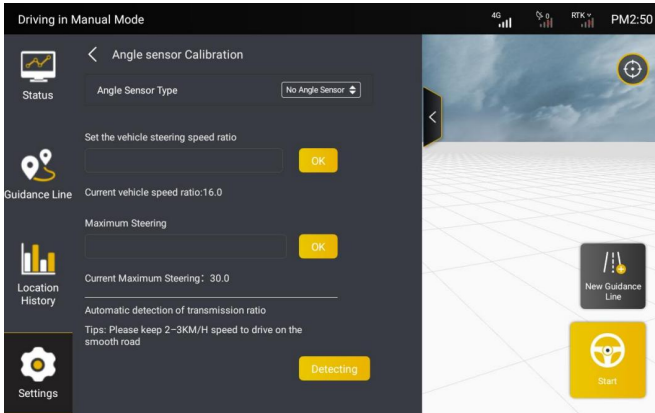 Driving in Manual Mode
4G
0
RTK
PM2:50
Status
Guidance Line
Location
History
Settings
Angle sensor Calibration
Angle Sensor Type
No Angle Sensor
Set the vehicle steering speed ratio
OK
Current vehicle speed ratio:16.0
Maximum Steering
OK
Current Maximum Steering: 30.0
Automatic detection of transmission ratio
Tips: Please keep 2-3KM/H speed to drive on the
smooth road
Detecting
New Guidance
Line
Start